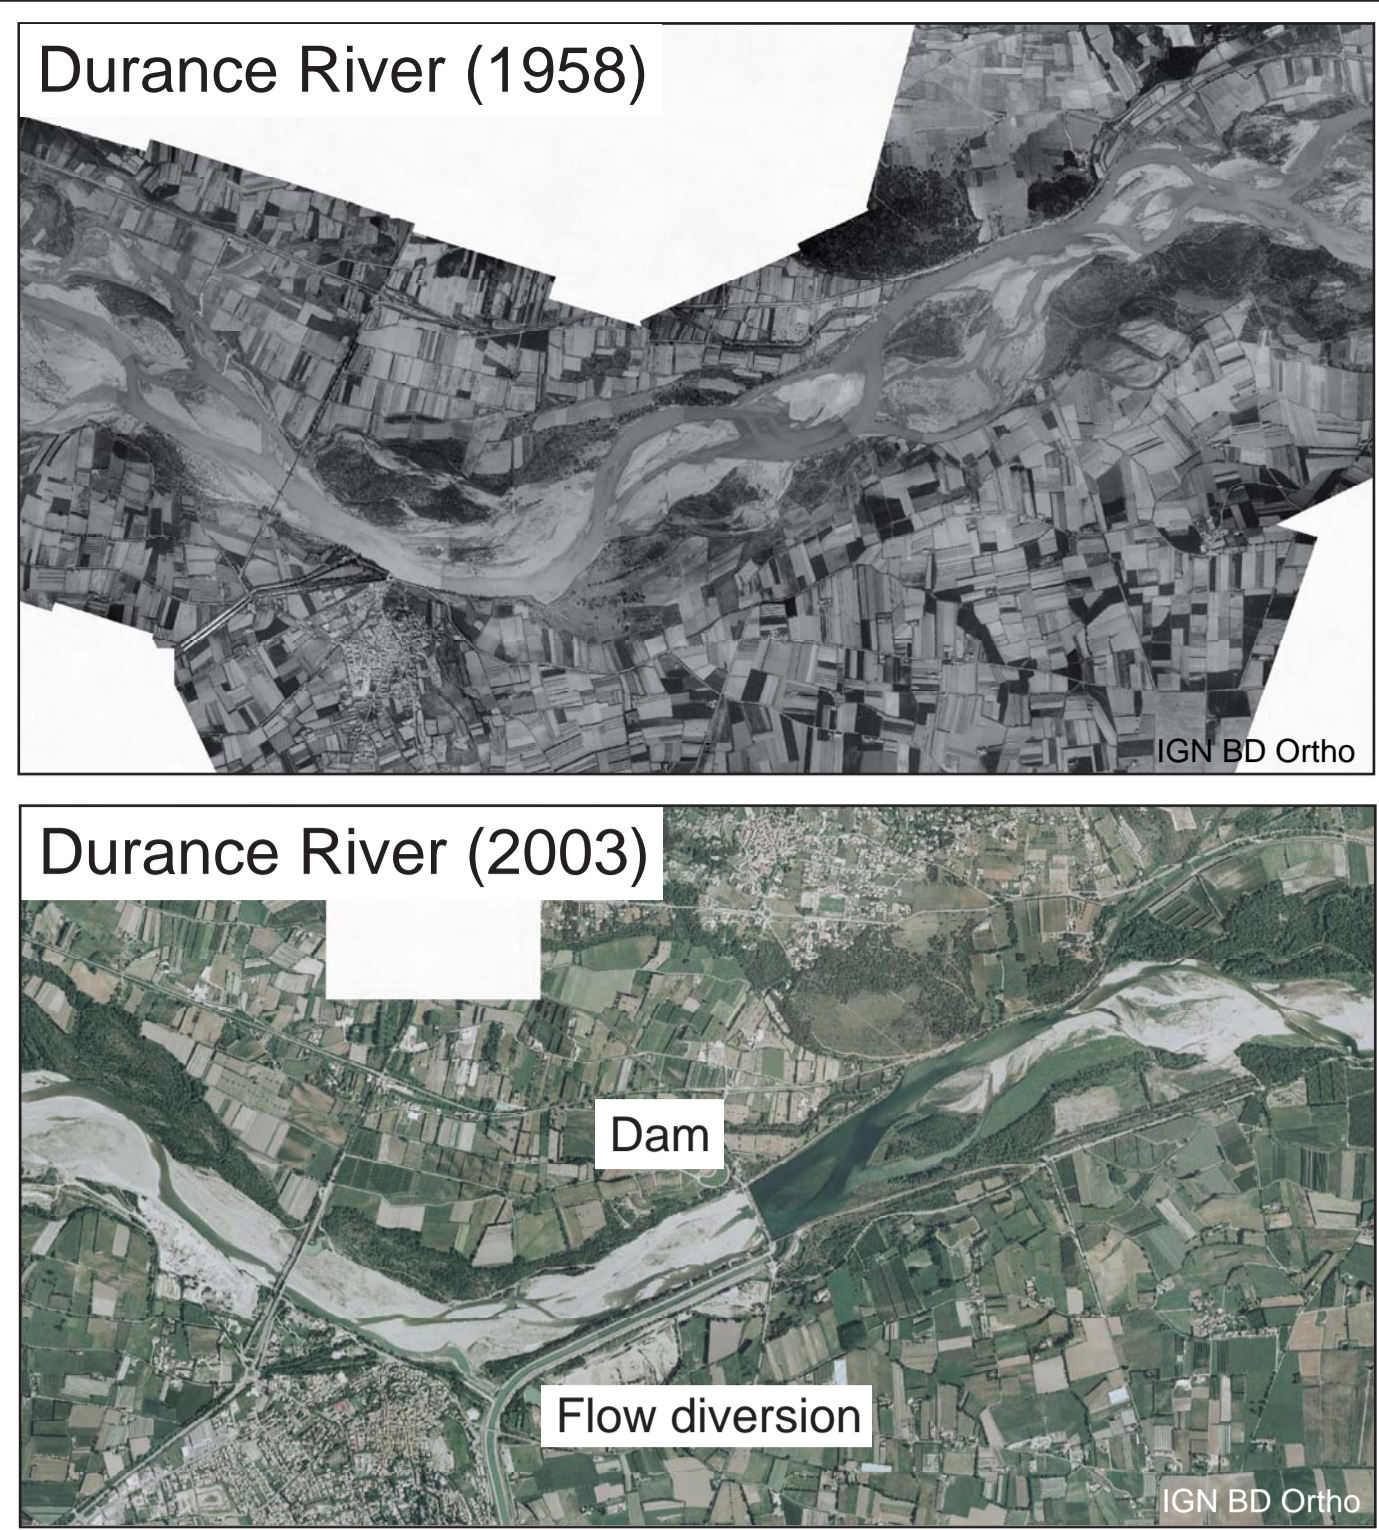 Durance River (1958)
IGN BD Ortho
Durance River (2003)
Dam
Flow diversion
IGN BD Ortho